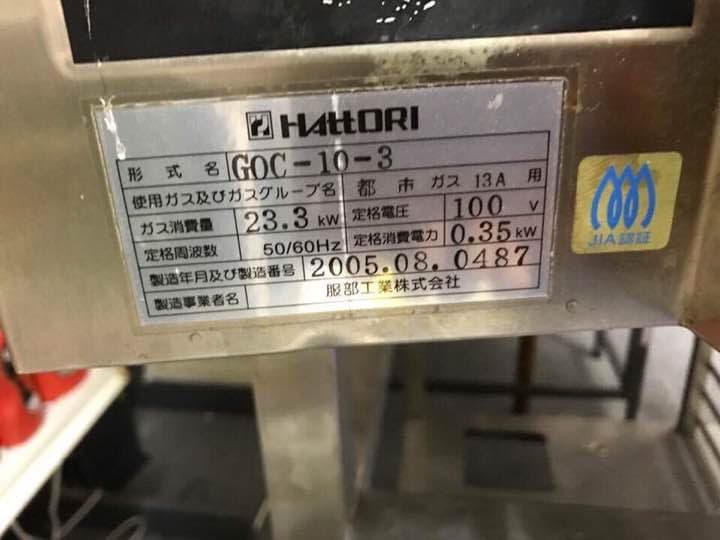 HAttORI
形式名 GOC-10-3
使用ガス及びガスグループ名 都市ガス 13A 用
ガス消費量 23.3 kW 定格電圧 100 V
定格周波数 50/60Hz 定格消費電力 0.35 kW
製造年月及び製造番号 2005.08.0487
製造事業者名 服部工業株式会社
JIA認証